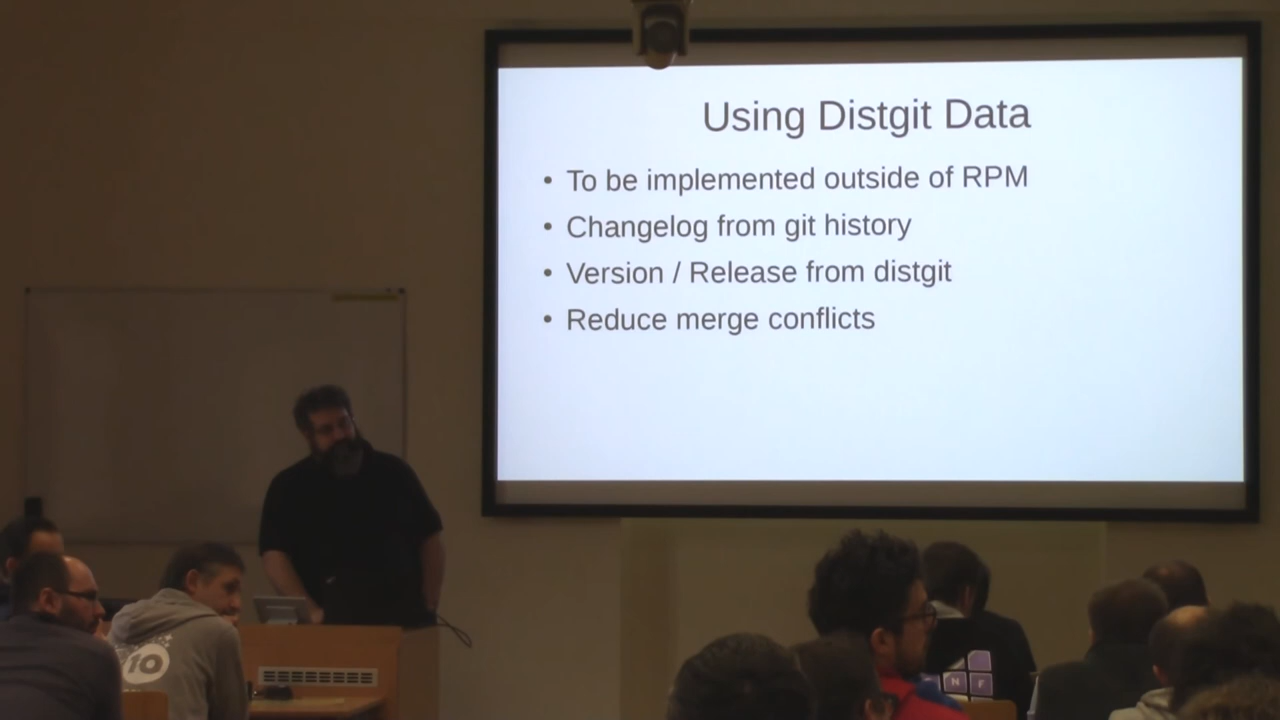 Using Distgit Data
• To be implemented outside of RPM
• Changelog from git history
• Version / Release from distgit
• Reduce merge conflicts
10
N F